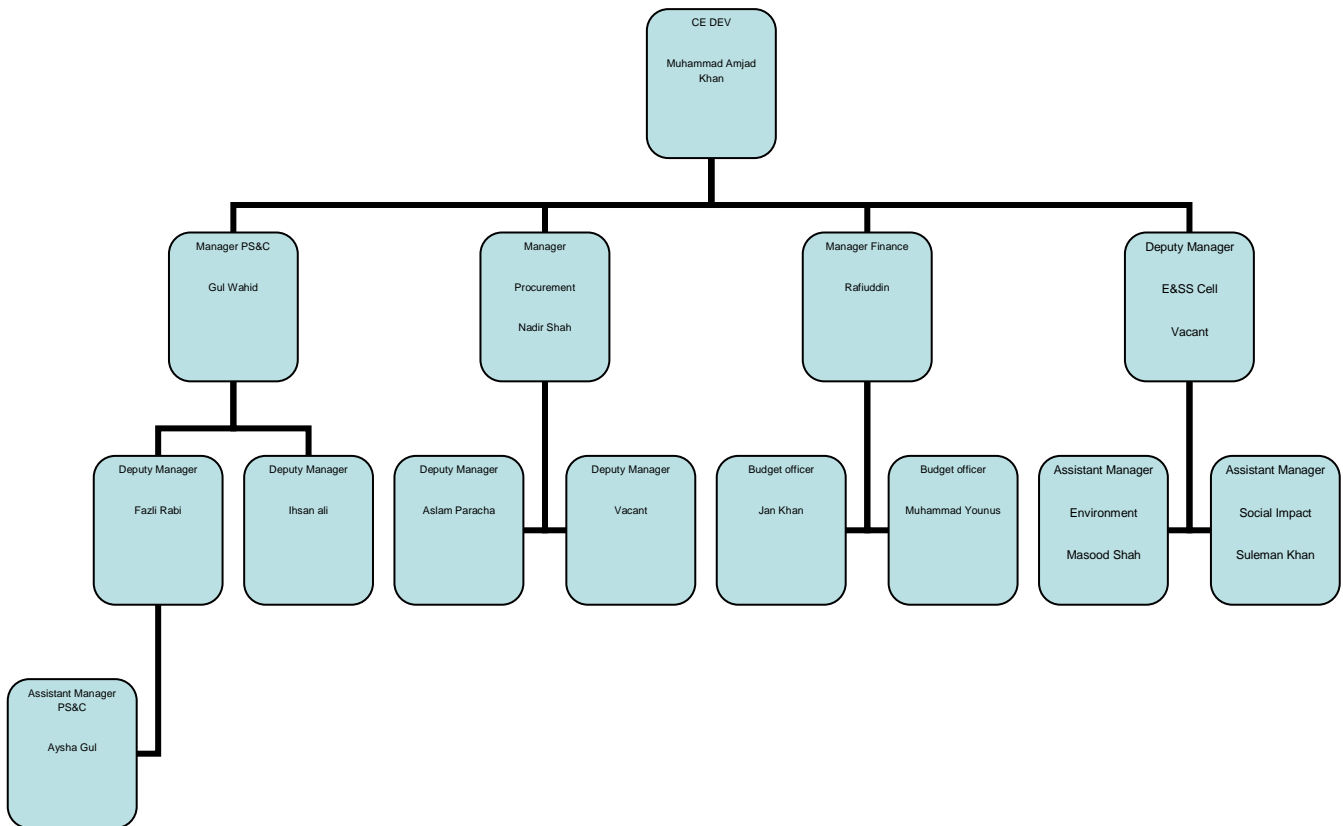 CE DEV
Muhammad Amjad
Khan
Manager PS&C
Gul Wahid
Manager
Procurement
Nadir Shah
Manager Finance
Rafiuddin
Deputy Manager
E&SS Cell
Vacant
Deputy Manager
Fazli Rabi
Deputy Manager
Ihsan ali
Deputy Manager
Aslam Paracha
Deputy Manager
Vacant
Budget officer
Jan Khan
Budget officer
Muhammad Younus
Assistant Manager
Environment
Masood Shah
Assistant Manager
Social Impact
Suleman Khan
Assistant Manager
PS&C
Aysha Gul